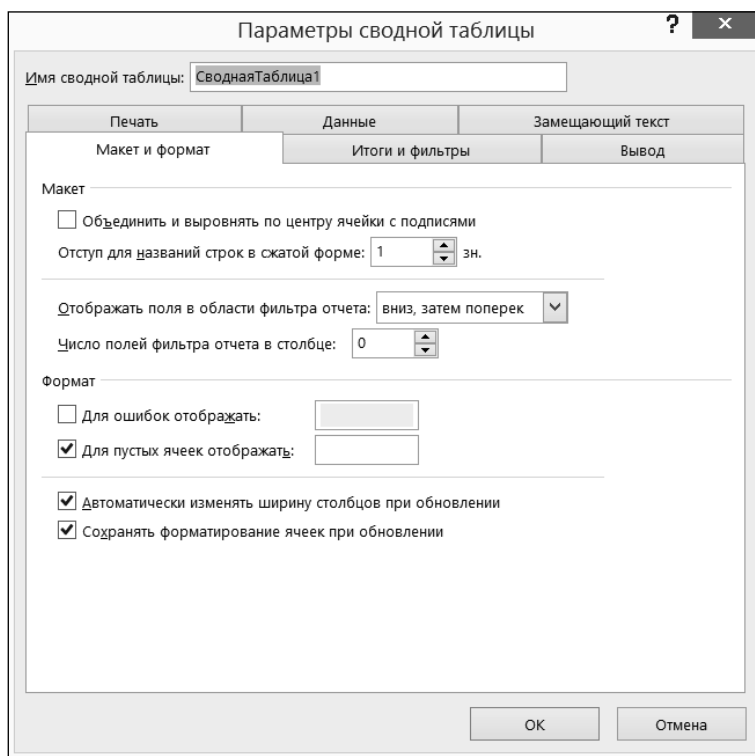 Параметры сводной таблицы ? ×
Имя сводной таблицы: СводнаяТаблица1
Печать Данные Замещающий текст
Макет и формат Итоги и фильтры Вывод
Макет
Объединить и выровнять по центру ячейки с подписями
Отступ для названий строк в сжатой форме: 1 зн.
Отображать поля в области фильтра отчета: вниз, затем поперек
Число полей фильтра отчета в столбце: 0
Формат
Для ошибок отображать:
Для пустых ячеек отображать:
Автоматически изменять ширину столбцов при обновлении
Сохранять форматирование ячеек при обновлении
ОК Отмена